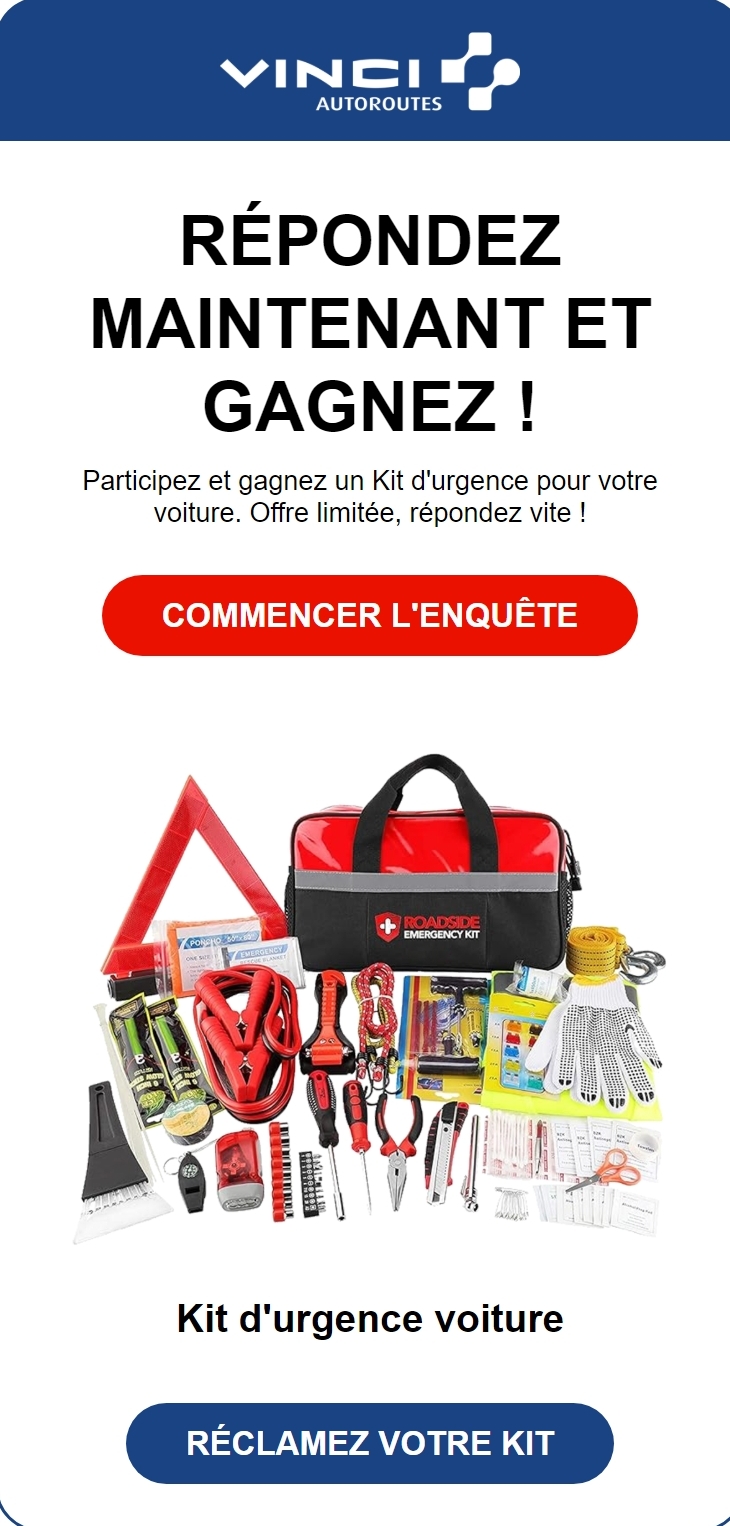 VINCI
AUTOROUTES
RÉPONDEZ
MAINTENANT ET
GAGNEZ !
Participez et gagnez un Kit d'urgence pour votre
voiture. Offre limitée, répondez vite !
COMMENCER L'ENQUÊTE
ROADSIDE
EMERGENCY KIT
PONCHO
EMERGENCY
Kit d'urgence voiture
RÉCLAMEZ VOTRE KIT